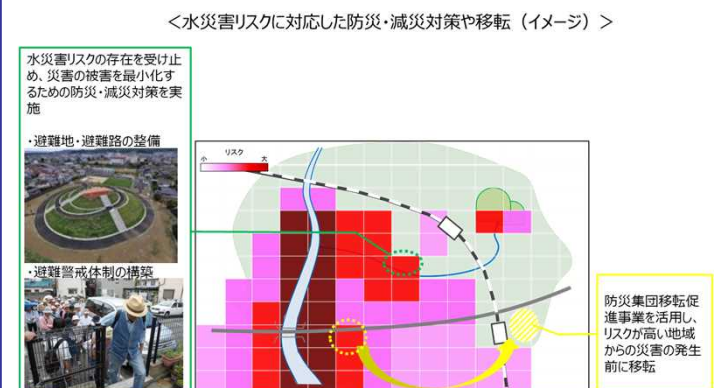 ＜水災害リスクに対応した防災・減災対策や移転（イメージ）＞
水災害リスクの存在を受け止
め、災害の被害を最小化す
るための防災・減災対策を実
施
・避難地・避難路の整備
・避難警戒体制の構築
リスク
小
大
防災集団移転促
進事業を活用し、
リスクが高い地域
からの災害の発生
前に移転